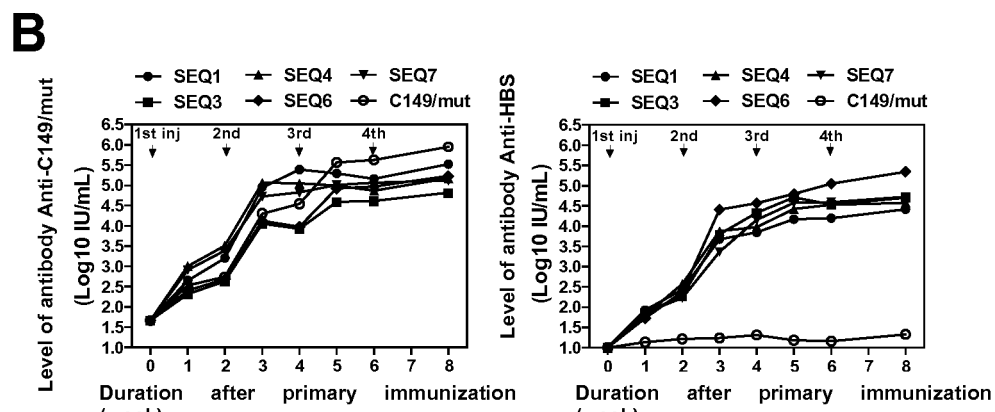 B
SEQ1 SEQ4 SEQ7
SEQ3 SEQ6 C149/mut
Level of antibody Anti-C149/mut
(Log10 IU/mL)
6.5
6.0
5.5
5.0
4.5
4.0
3.5
3.0
2.5
2.0
1.5
1.0
1st inj 2nd 3rd 4th
0 1 2 3 4 5 6 7 8
Duration after primary immunization
SEQ1 SEQ4 SEQ7
SEQ3 SEQ6 C149/mut
Level of antibody Anti-HBS
(Log10 IU/mL)
6.5
6.0
5.5
5.0
4.5
4.0
3.5
3.0
2.5
2.0
1.5
1.0
1st inj 2nd 3rd 4th
0 1 2 3 4 5 6 7 8
Duration after primary immunization